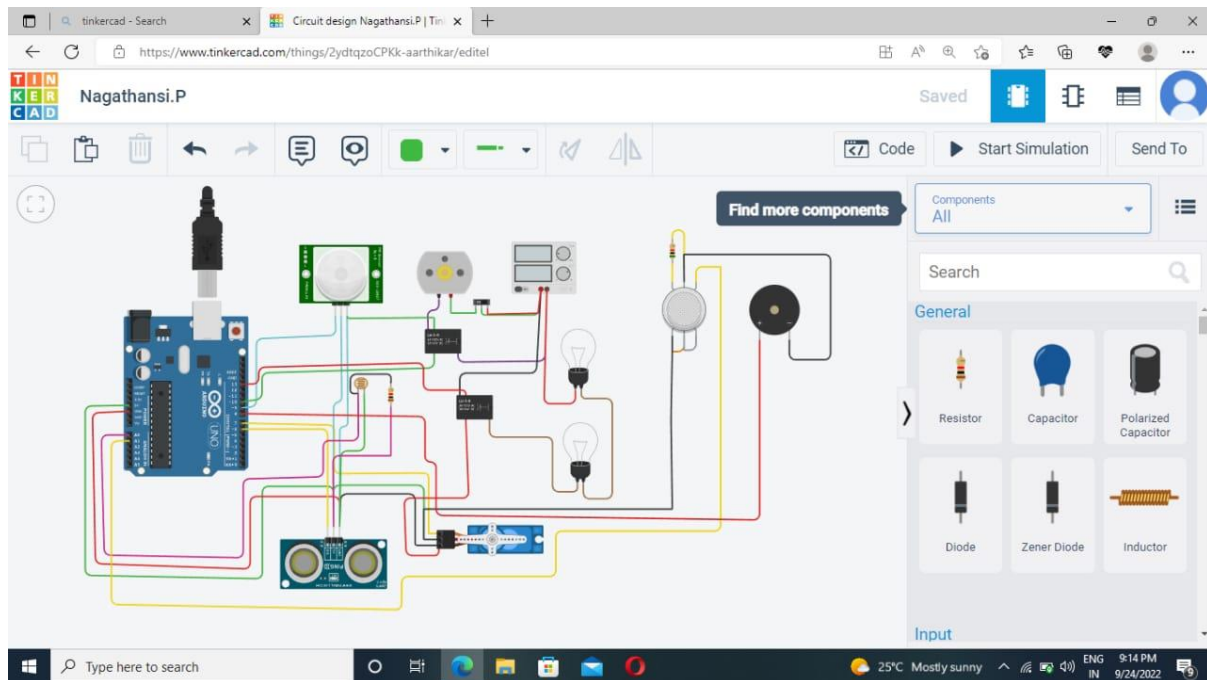 tinkercad - Search
Circuit design Nagathansi.P | Tin
https://www.tinkercad.com/things/2ydtqzoCPKk-aarthikar/editel
TIN
KER
CAD
Nagathansi.P
Saved
Code
Start Simulation
Send To
Find more components
Components
All
Search
General
Resistor
Capacitor
Polarized
Capacitor
Diode
Zener Diode
Inductor
Input
ARDUINO
UNO
Type here to search
25°C Mostly sunny
ENG
IN
9:14 PM
9/24/2022